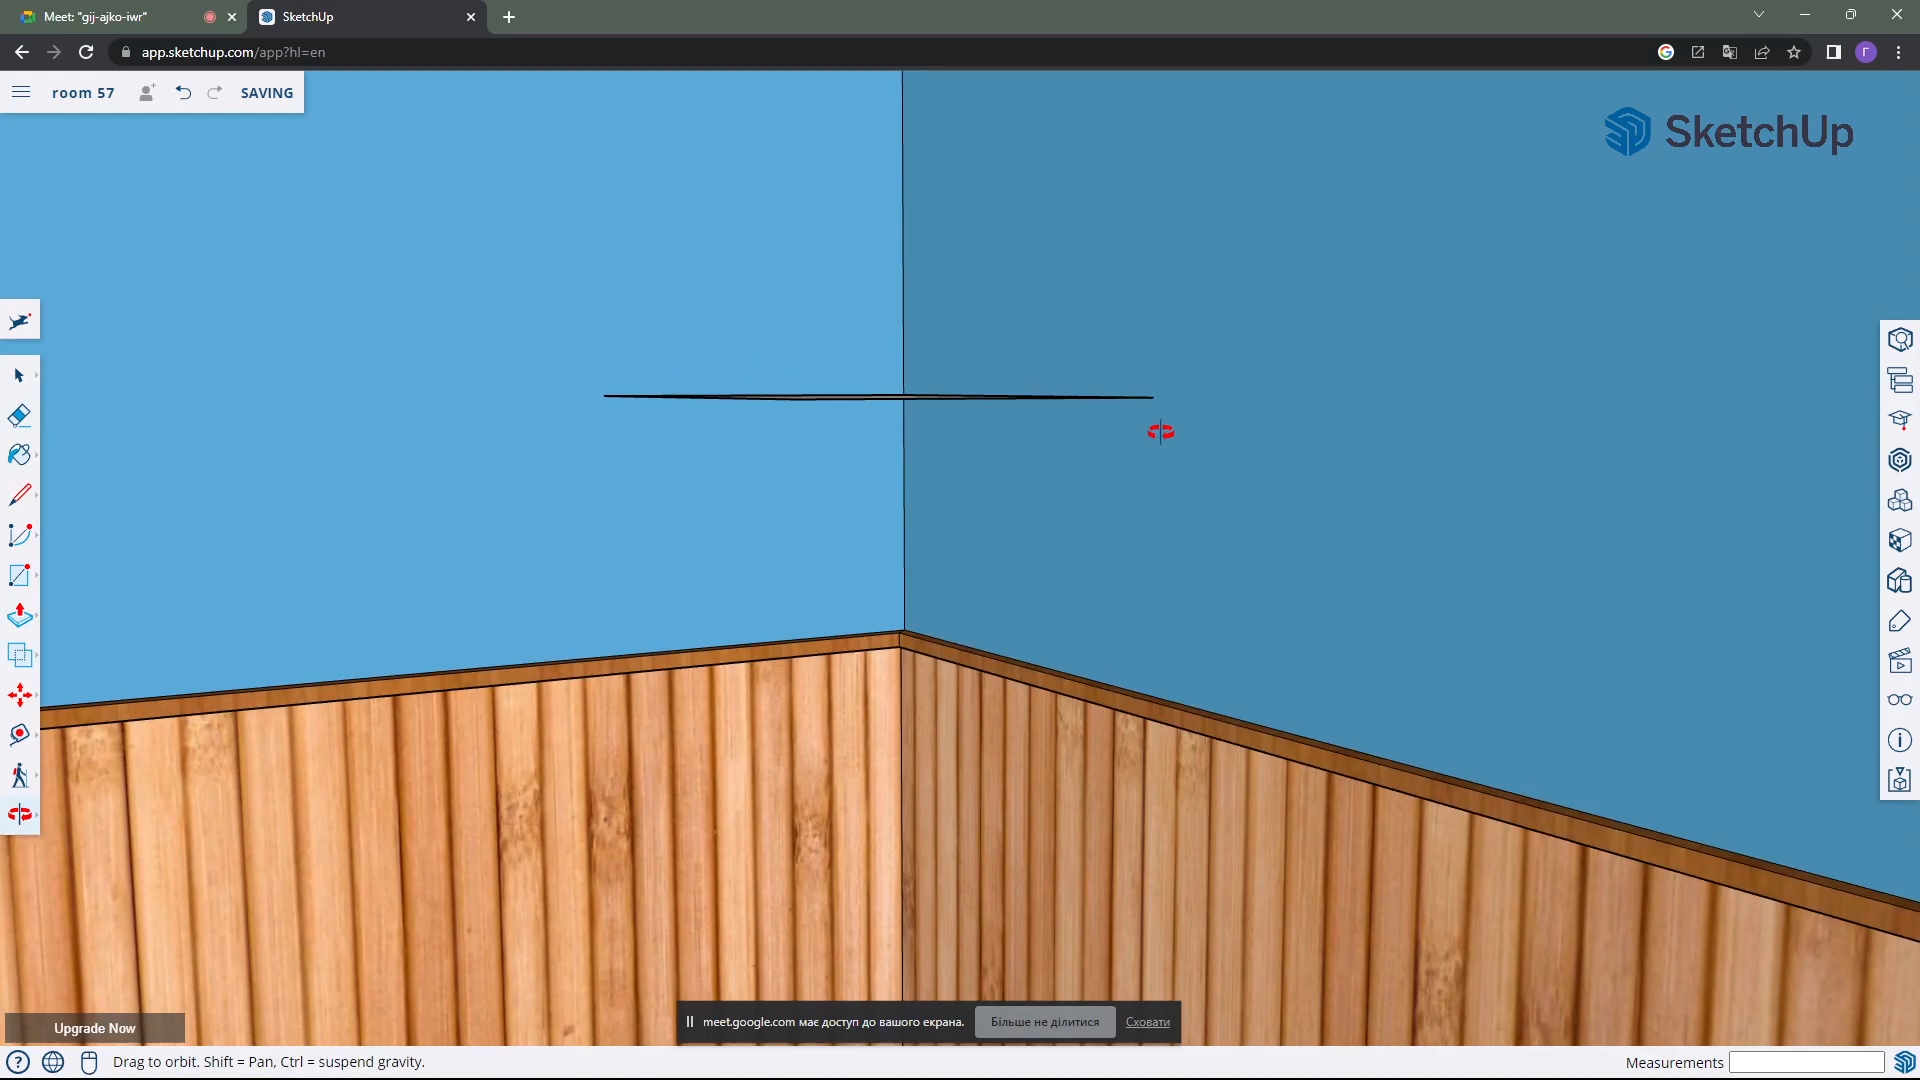 Meet: "gij-ajko-iwr"
SketchUp
app.sketchup.com/app?hl=en
Г
room 57
SAVING
SketchUp
Upgrade Now
meet.google.com має доступ до вашого екрана.
Більше не ділитися
Сховати
Drag to orbit. Shift = Pan, Ctrl = suspend gravity.
Measurements